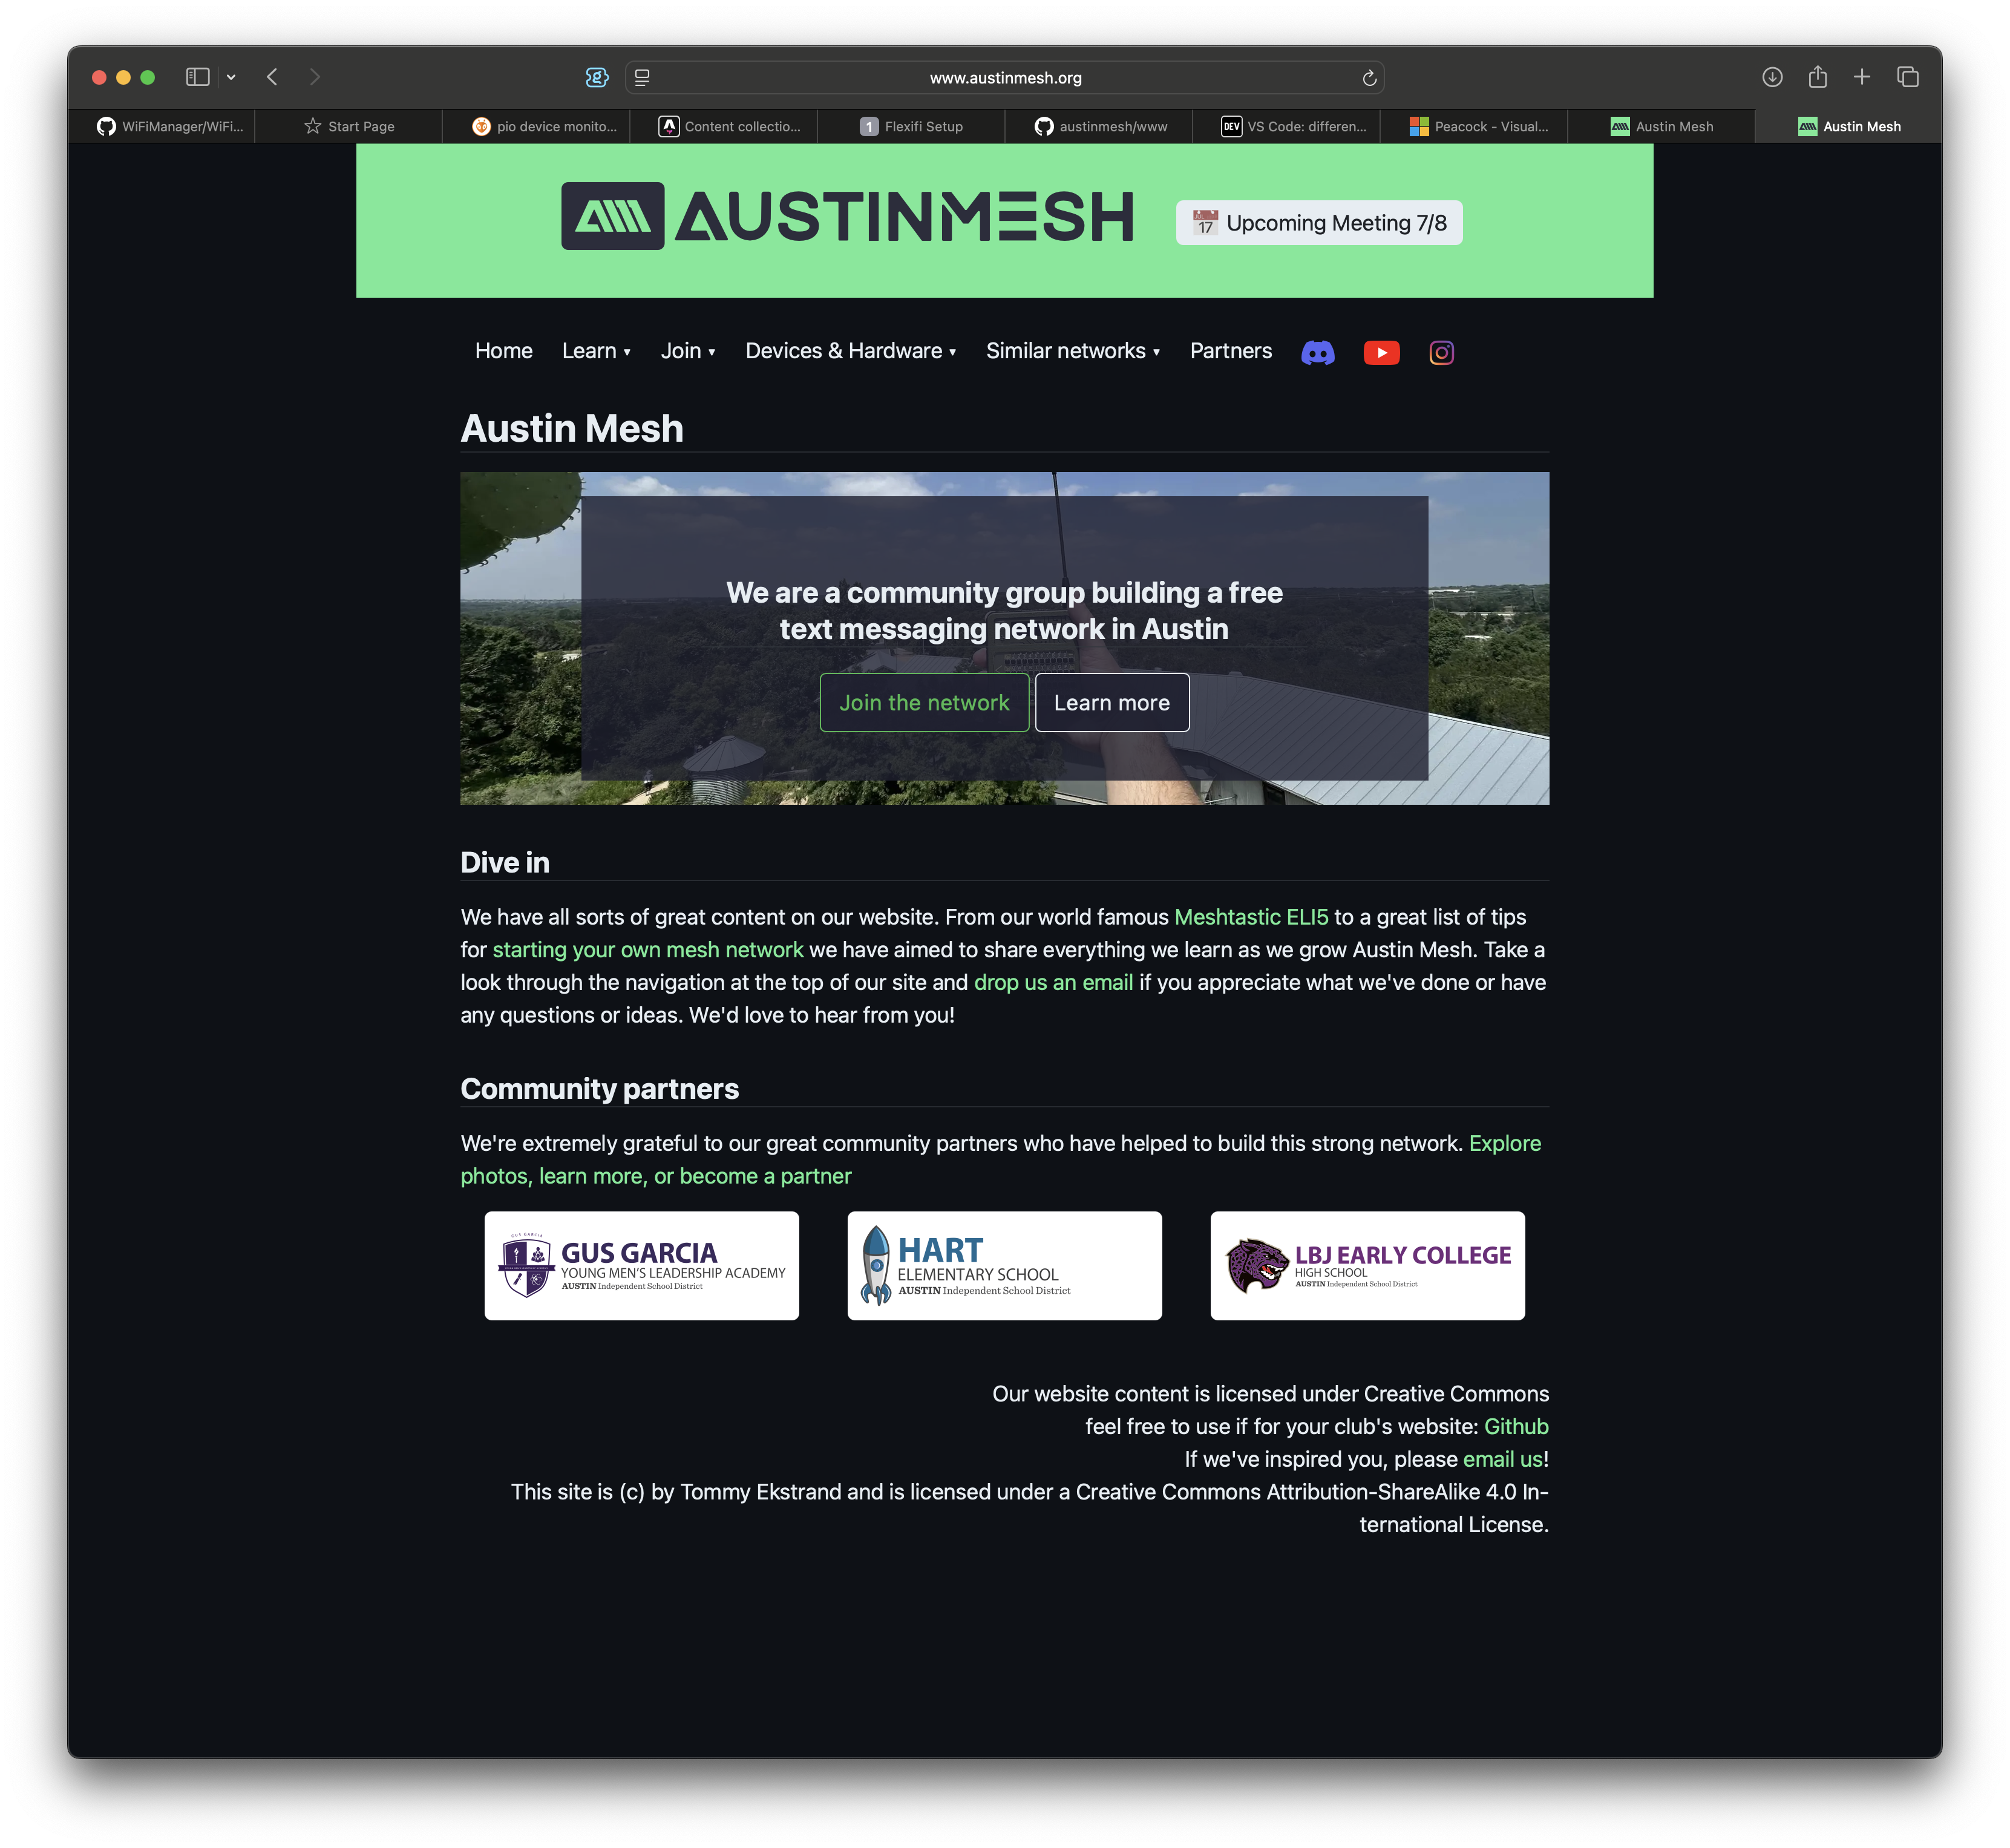 www.austinmesh.org
WiFiManager/WiFi...
Start Page
pio device monito...
Content collectio...
1 Flexifi Setup
austinmesh/www
DEV VS Code: differen...
Peacock - Visual...
Austin Mesh
Austin Mesh
AUSTINMESH
17 Upcoming Meeting 7/8
Home Learn ▾ Join ▾ Devices & Hardware ▾ Similar networks ▾ Partners
Austin Mesh
We are a community group building a free
text messaging network in Austin
Join the network Learn more
Dive in
We have all sorts of great content on our website. From our world famous Meshtastic ELI5 to a great list of tips
for starting your own mesh network we have aimed to share everything we learn as we grow Austin Mesh. Take a
look through the navigation at the top of our site and drop us an email if you appreciate what we've done or have
any questions or ideas. We'd love to hear from you!
Community partners
We're extremely grateful to our great community partners who have helped to build this strong network. Explore
photos, learn more, or become a partner
GUS GARCIA
GUS GARCIA
YOUNG MEN'S LEADERSHIP ACADEMY
AUSTIN Independent School District
HART
ELEMENTARY SCHOOL
AUSTIN Independent School District
LBJ EARLY COLLEGE
HIGH SCHOOL
AUSTIN Independent School District
Our website content is licensed under Creative Commons
feel free to use if for your club's website: Github
If we've inspired you, please email us!
This site is (c) by Tommy Ekstrand and is licensed under a Creative Commons Attribution-ShareAlike 4.0 In-
ternational License.